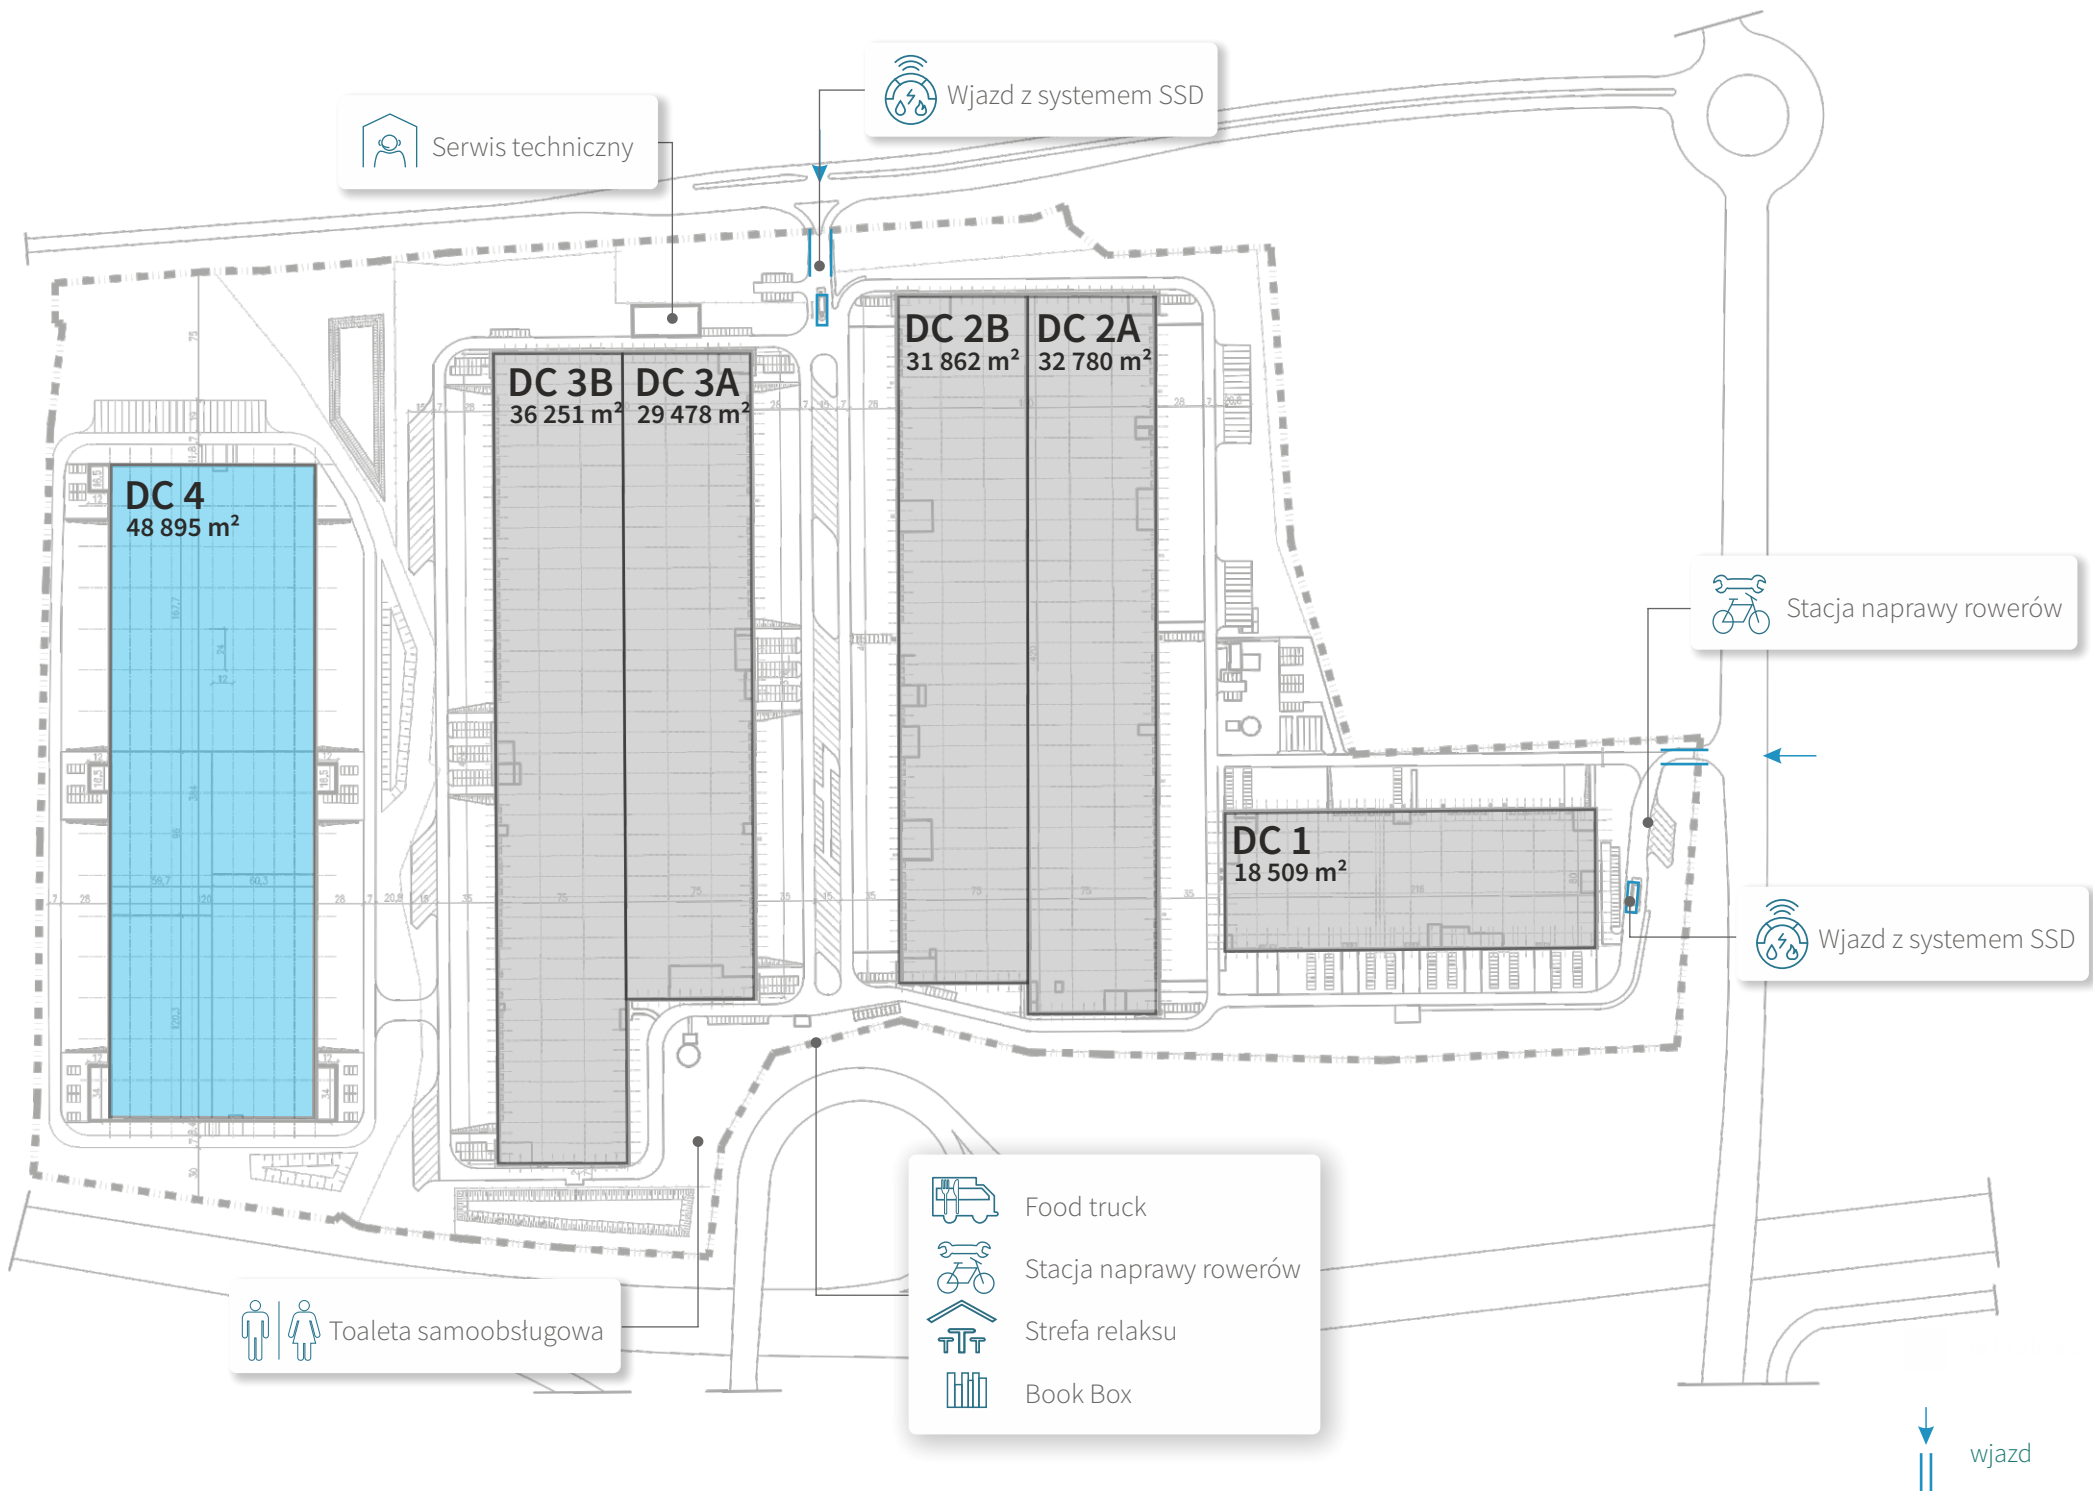 Wjazd z systemem SSD
Serwis techniczny
DC 2B
31 862 m²
DC 2A
32 780 m²
DC 3B
36 251 m²
DC 3A
29 478 m²
DC 4
48 895 m²
Stacja naprawy rowerów
DC 1
18 509 m²
Wjazd z systemem SSD
Food truck
Stacja naprawy rowerów
Strefa relaksu
Book Box
Toaleta samoobsługowa
wjazd